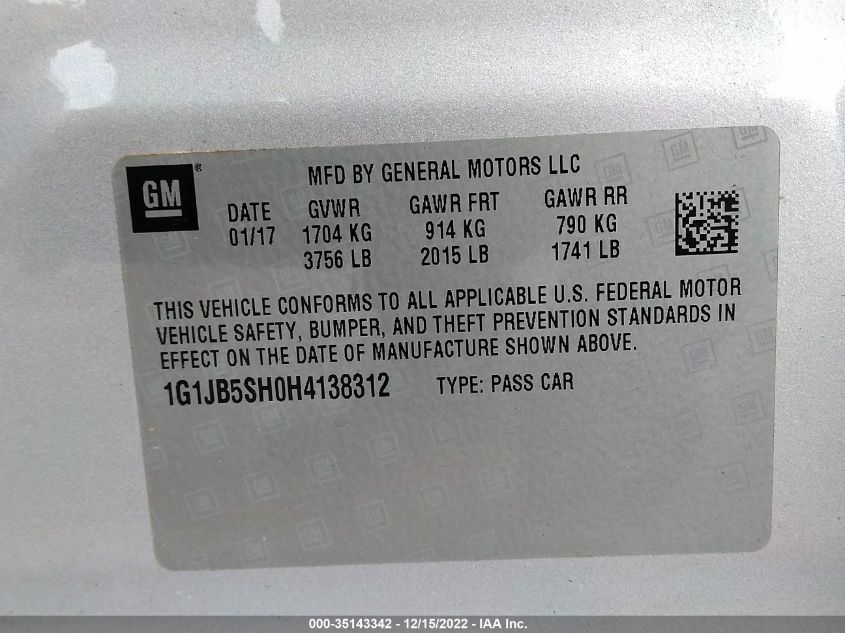 GM®
MFD BY GENERAL MOTORS LLC
DATE GVWR GAWR FRT GAWR RR
01/17 1704 KG 914 KG 790 KG
3756 LB 2015 LB 1741 LB
THIS VEHICLE CONFORMS TO ALL APPLICABLE U.S. FEDERAL MOTOR
VEHICLE SAFETY, BUMPER, AND THEFT PREVENTION STANDARDS IN
EFFECT ON THE DATE OF MANUFACTURE SHOWN ABOVE.
1G1JB5SH0H4138312 TYPE: PASS CAR
000-35143342 - 12/15/2022 - IAA Inc.